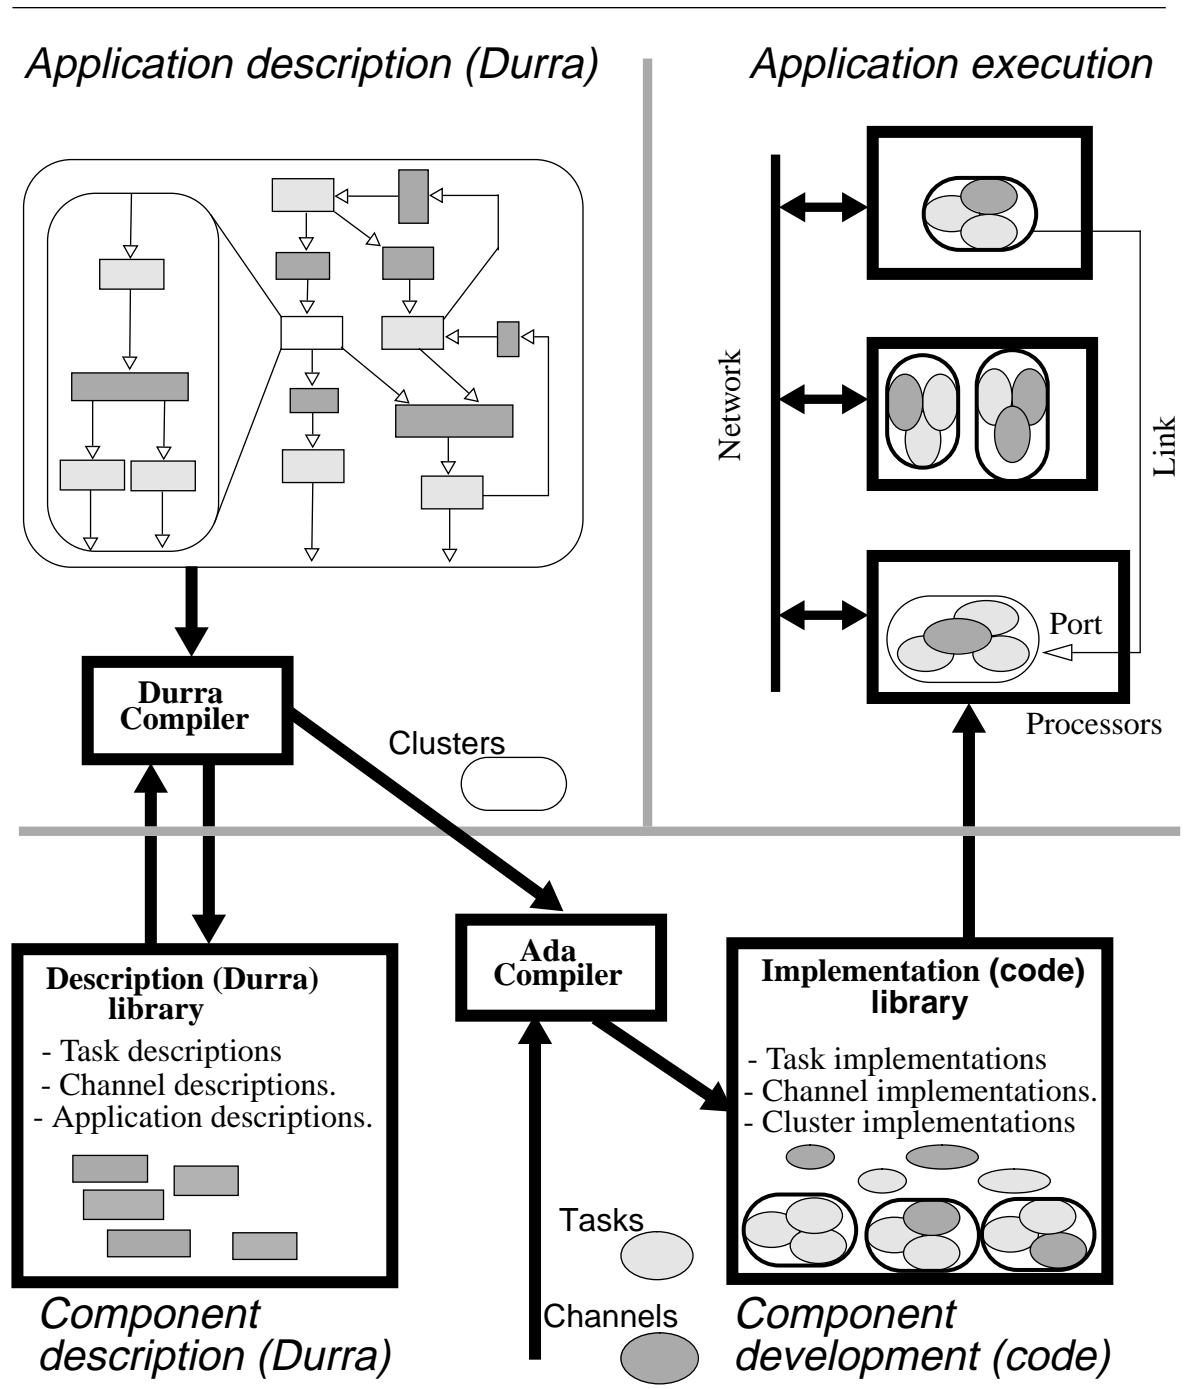 Application description (Durra)
Application execution
Network
Link
Port
Processors
Durra
Compiler
Clusters
Ada
Compiler
Description (Durra)
library
- Task descriptions
- Channel descriptions.
- Application descriptions.
Implementation (code)
library
- Task implementations
- Channel implementations.
- Cluster implementations
Tasks
Channels
Component
description (Durra)
Component
development (code)